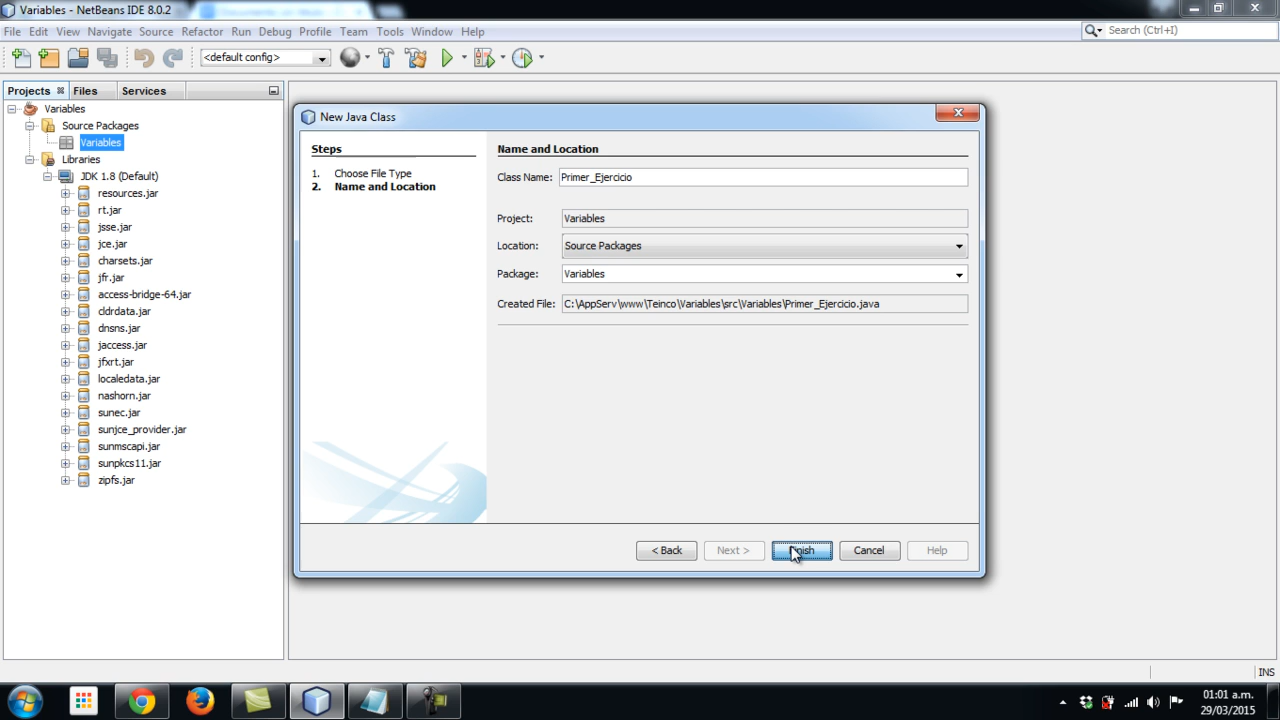 Variables - NetBeans IDE 8.0.2
File Edit View Navigate Source Refactor Run Debug Profile Team Tools Window Help
Search (Ctrl+I)
<default config>
Projects Files Services
Variables
Source Packages
Variables
Libraries
JDK 1.8 (Default)
resources.jar
rt.jar
jsse.jar
jce.jar
charsets.jar
jfr.jar
access-bridge-64.jar
cldrdata.jar
dnsns.jar
jaccess.jar
jfxrt.jar
localedata.jar
nashorn.jar
sunec.jar
sunjce_provider.jar
sunmscapi.jar
sunpkcs11.jar
zipfs.jar
New Java Class
Steps
1. Choose File Type
2. Name and Location
Name and Location
Class Name: Primer_Ejercicio
Project: Variables
Location: Source Packages
Package: Variables
Created File: C:\AppServ\www\Teinco\Variables\src\Variables\Primer_Ejercicio.java
< Back Next > Finish Cancel Help
INS
01:01 a.m.
29/03/2015